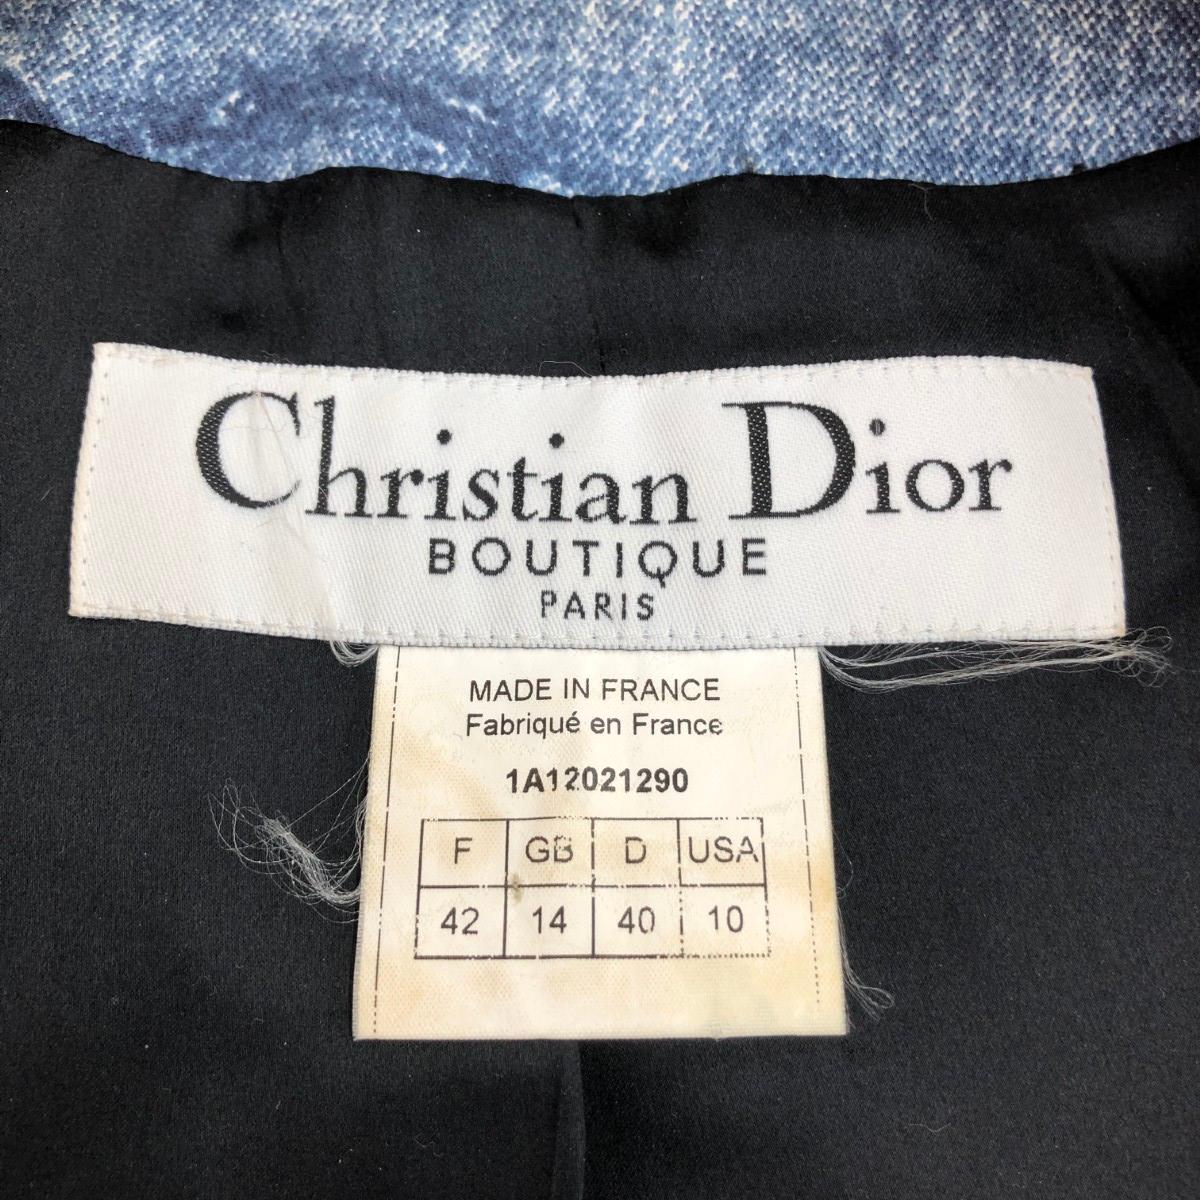 Christian Dior
BOUTIQUE
PARIS
MADE IN FRANCE
Fabriqué en France
1A12021290
F GB D USA
42 14 40 10